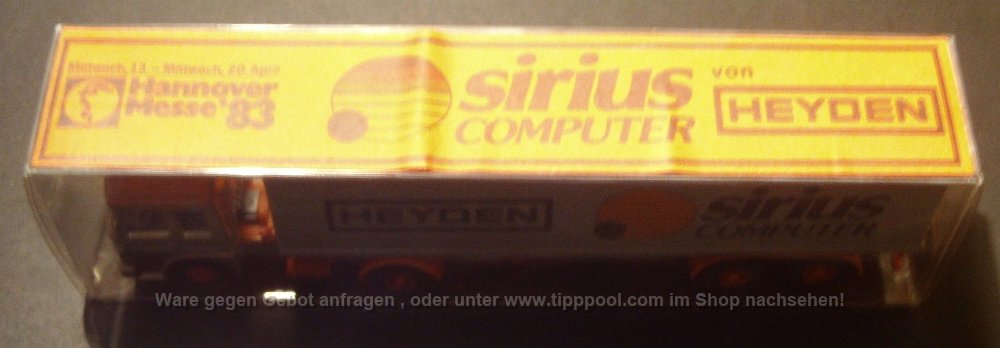 Mittwoch, 13. – Mittwoch, 20. April
Hannover
Messe '83
sirius
COMPUTER
von
HEYDEN
HEYDEN
sirius
COMPUTER
Ware gegen Gebot anfragen , oder unter www.tipppool.com im Shop nachsehen!